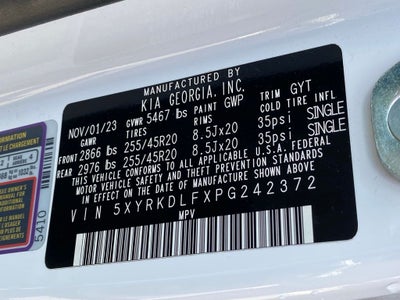 MANUFACTURED BY
KIA GEORGIA, INC.
NOV/01/23 GVWR 5467 lbs PAINT GWP TRIM GYT
GAWR TIRES COLD TIRE INFL
FRONT 2866 lbs 255/45R20 8.5Jx20 35psi SINGLE
REAR 2976 lbs 255/45R20 8.5Jx20 35psi SINGLE
THIS VEHICLE CONFORMS TO ALL APPLICABLE U.S.A. FEDERAL
MOTOR VEHICLE SAFETY AND THEFT PREVENTION STANDARDS
IN EFFECT ON THE DATE OF MANUFACTURE SHOWN ABOVE.
VIN 5XYRKDLFXPG242372
MPV
5410